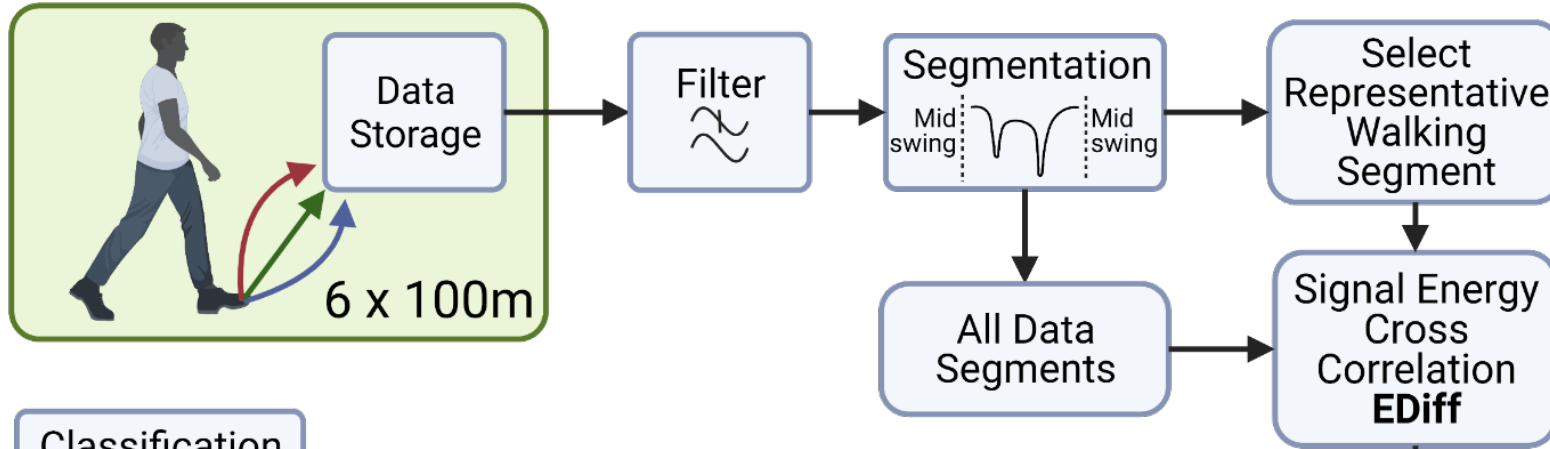 Data
Storage
6 x 100m
Filter
Segmentation
Mid
swing
Mid
swing
Select
Representative
Walking
Segment
All Data
Segments
Signal Energy
Cross
Correlation
EDiff
Classification